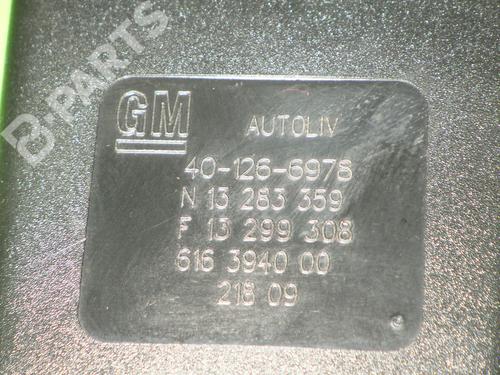 B-PARTS
GM AUTOLIV
40-126-6978
N 13 283 359
F 13 299 308
616 3940 00
218 09